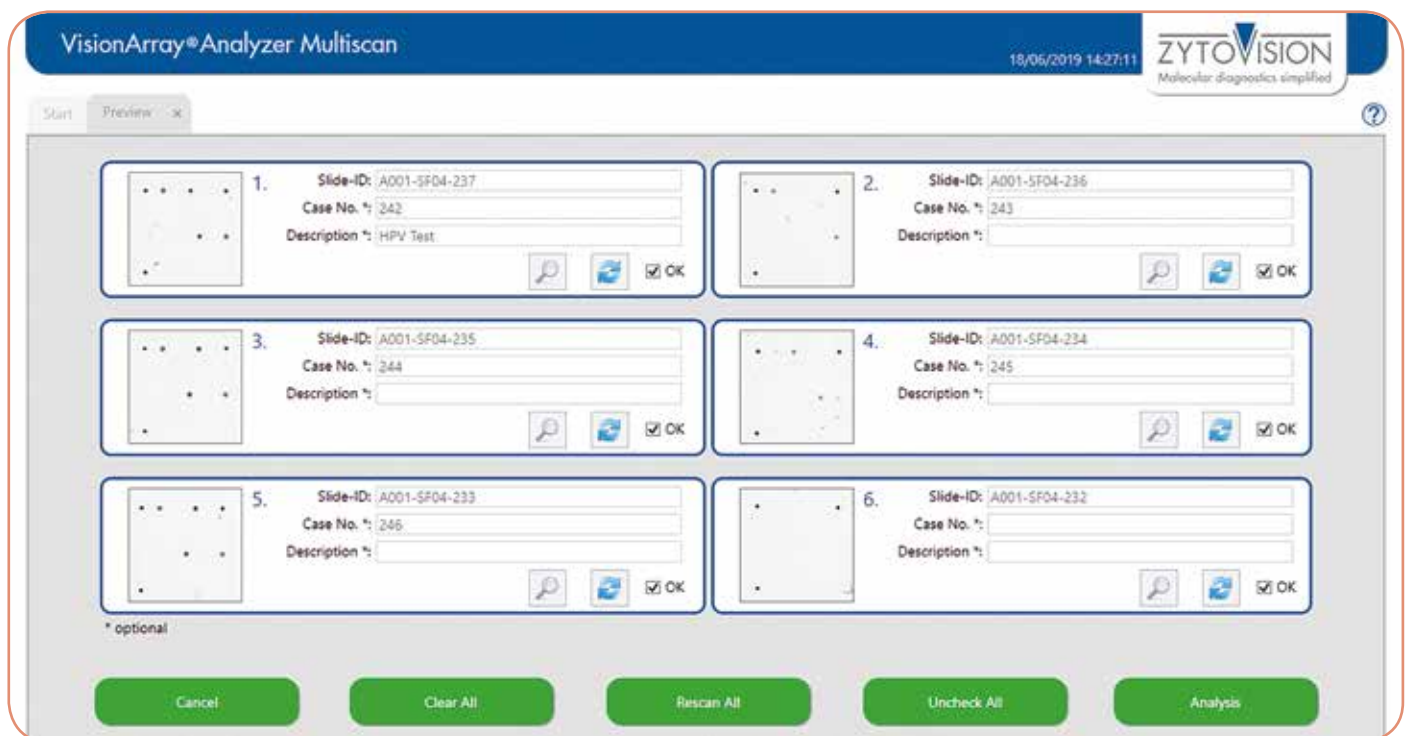 VisionArray®Analyzer Multiscan
18/06/2019 14:27:11
ZYTOVISION
Molecular diagnostics simplified
Start
Preview x
?
1.
Slide-ID: A001-SF04-237
Case No. *: 242
Description *: HPV Test
OK
2.
Slide-ID: A001-SF04-236
Case No. *: 243
Description *:
OK
3.
Slide-ID: A001-SF04-235
Case No. *: 244
Description *:
OK
4.
Slide-ID: A001-SF04-234
Case No. *: 245
Description *:
OK
5.
Slide-ID: A001-SF04-233
Case No. *: 246
Description *:
OK
6.
Slide-ID: A001-SF04-232
Case No. *:
Description *:
OK
* optional
Cancel
Clear All
Rescan All
Uncheck All
Analysis